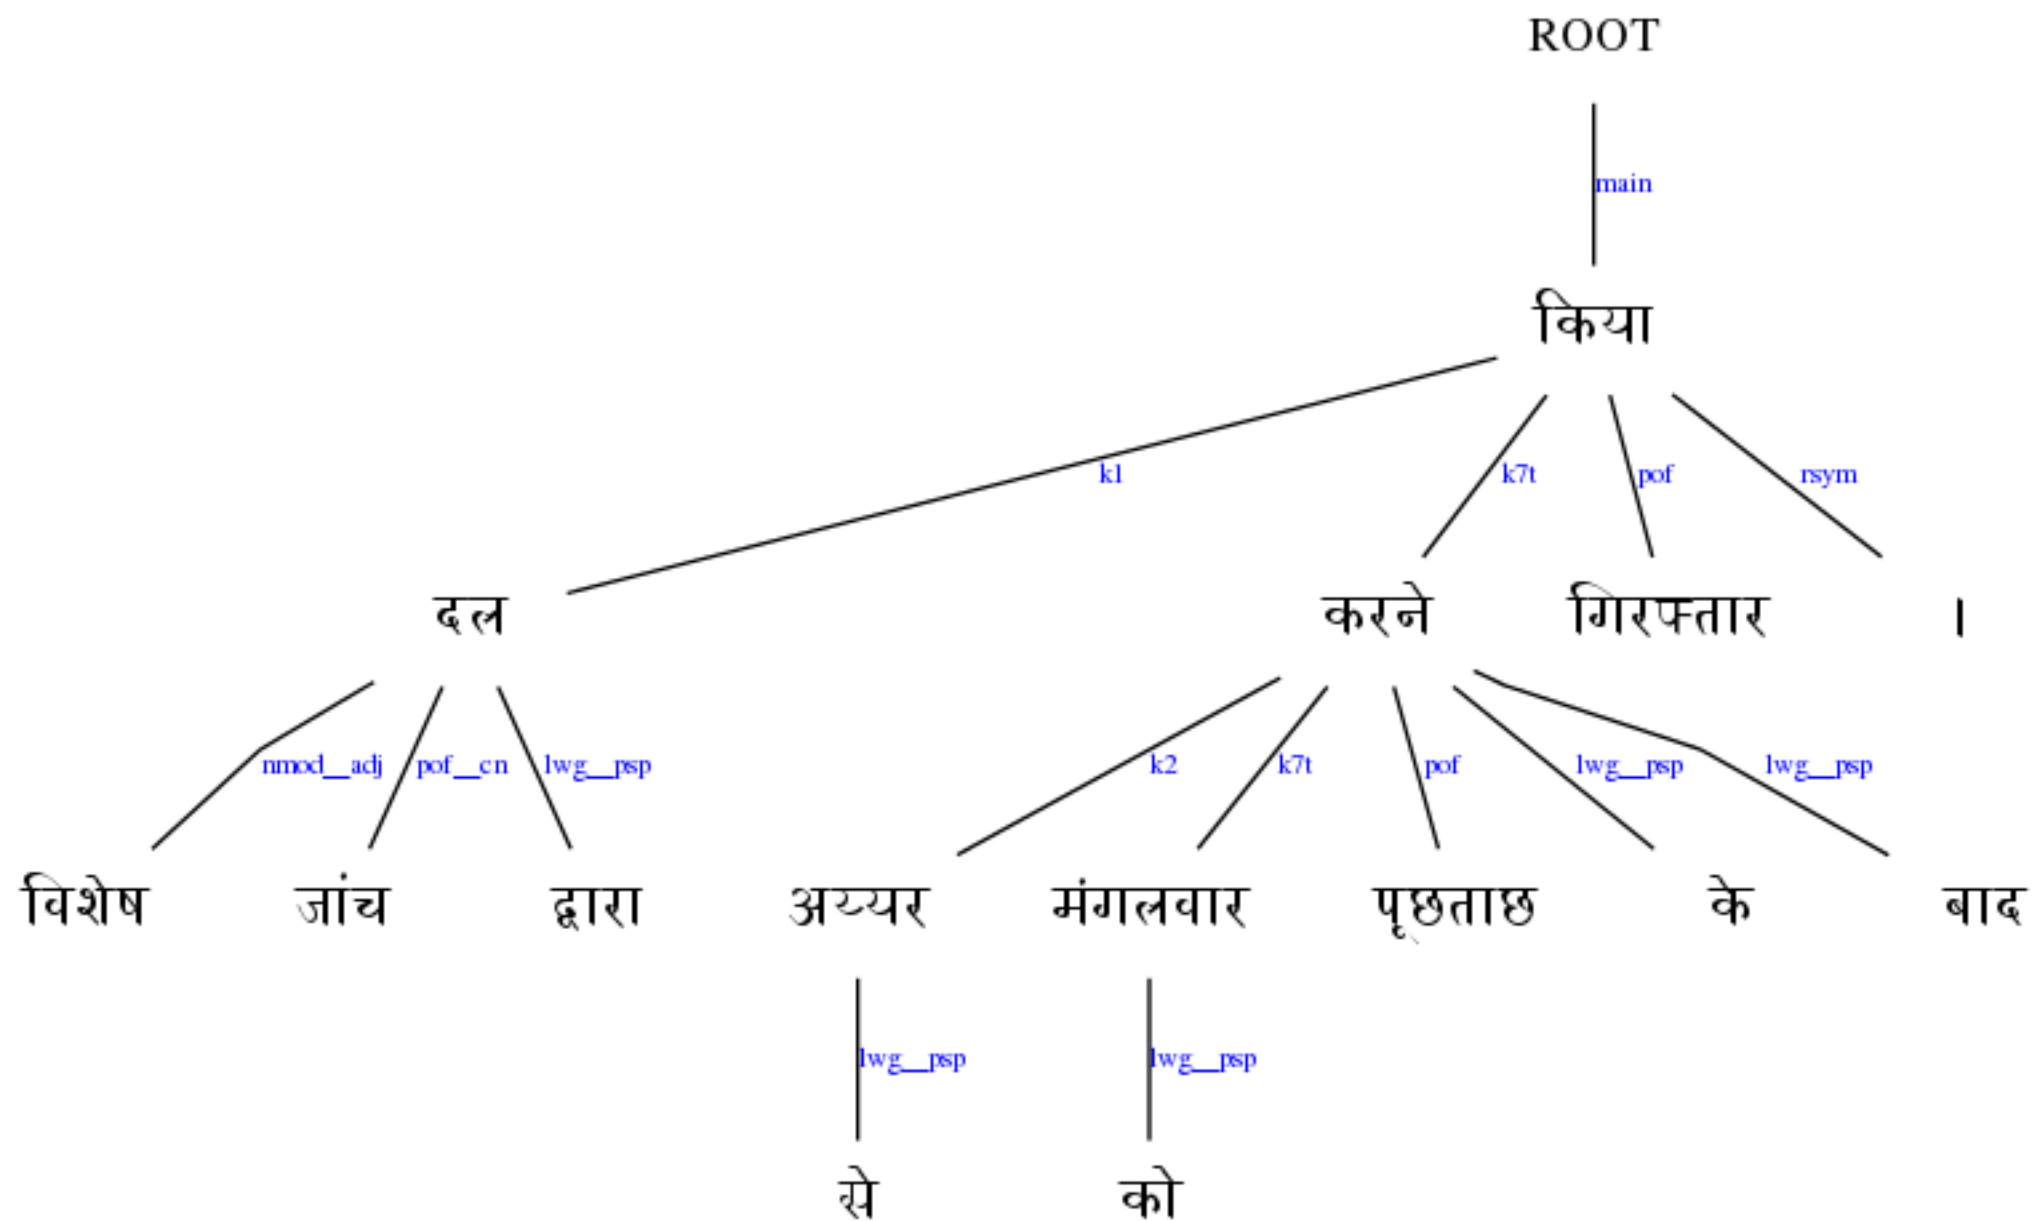 ROOT
main
किया
k1 k7t pof rsym
दल करने गिरफ्तार ।
nmod__adj pof__cn lwg__psp k2 k7t pof lwg__psp lwg__psp
विशेष जांच द्वारा अय्यर मंगलवार पूछताछ के बाद
lwg__psp lwg__psp
से को